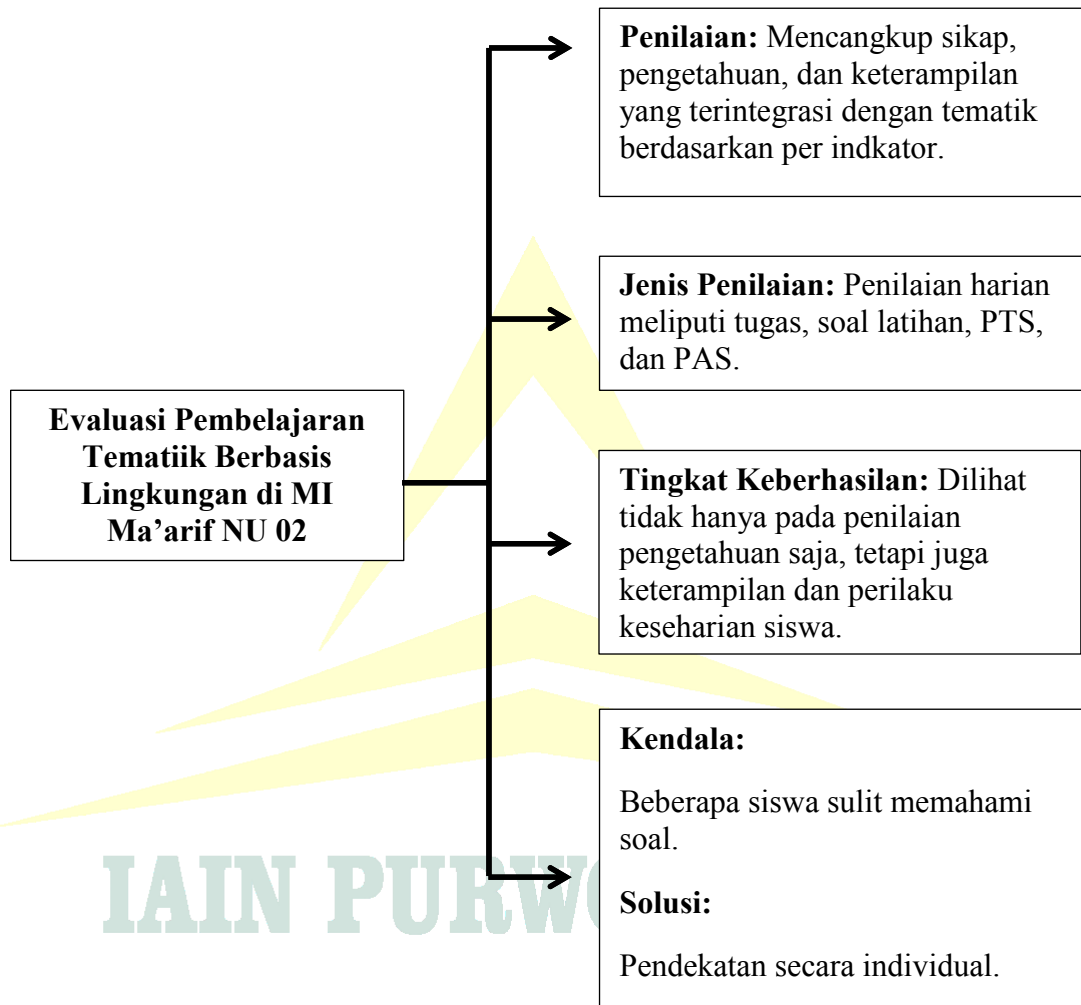 Penilaian: Mencangkup sikap,
pengetahuan, dan keterampilan
yang terintegrasi dengan tematik
berdasarkan per indkator.
Jenis Penilaian: Penilaian harian
meliputi tugas, soal latihan, PTS,
dan PAS.
Evaluasi Pembelajaran
Tematiik Berbasis
Lingkungan di MI
Ma’arif NU 02
Tingkat Keberhasilan: Dilihat
tidak hanya pada penilaian
pengetahuan saja, tetapi juga
keterampilan dan perilaku
keseharian siswa.
Kendala:
Beberapa siswa sulit memahami
soal.
Solusi:
Pendekatan secara individual.
IAIN